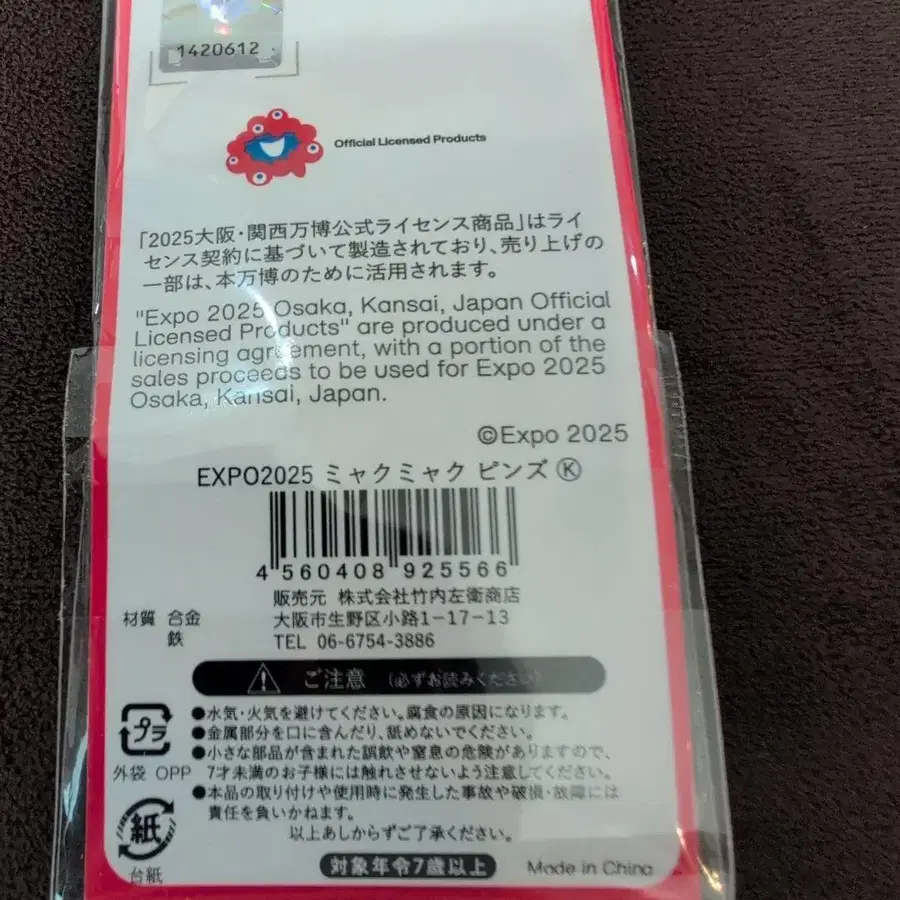 1420612
Official Licensed Products
「2025大阪・関西万博公式ライセンス商品」はライ
センス契約に基づいて製造されており、売り上げの
一部は、本万博のために活用されます。
"Expo 2025 Osaka, Kansai, Japan Official
Licensed Products" are produced under a
licensing agreement, with a portion of the
sales proceeds to be used for Expo 2025
Osaka, Kansai, Japan.
©Expo 2025
EXPO2025 ミャクミャク ピンズ Ⓚ
4 560408 925566
販売元 株式会社竹内左衛商店
大阪市生野区小路1-17-13
TEL 06-6754-3886
材質 合金
鉄
ご注意 (必ずお読みください)
●水気・火気を避けてください。腐食の原因になります。
●金属部分を口に含んだり、舐めないでください。
●小さな部品が含まれた誤飲や窒息の危険がありますので、
7才未満のお子様には触れさせないよう注意してください。
●本品の取り付けや使用時に発生した事故や破損・故障には
責任を負いかねます。
以上あしからずご了承ください。
プラ
外袋 OPP
紙
台紙
対象年令7歳以上
Made in China